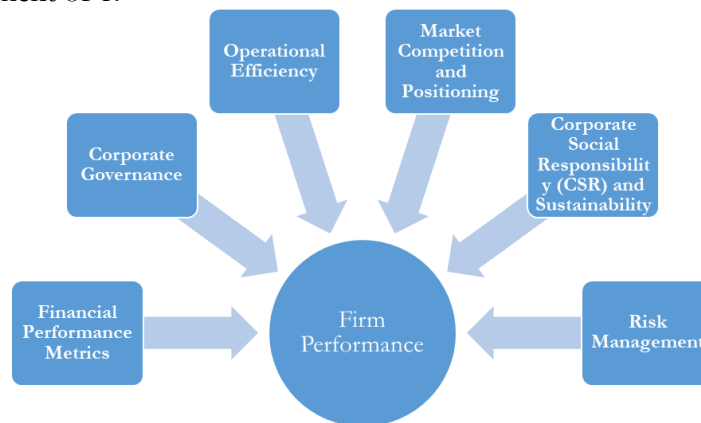 Operational
Efficiency
Market
Competition
and
Positioning
Corporate
Governance
Corporate
Social
Responsibilit
y (CSR) and
Sustainability
Financial
Performance
Metrics
Firm
Performance
Risk
Management